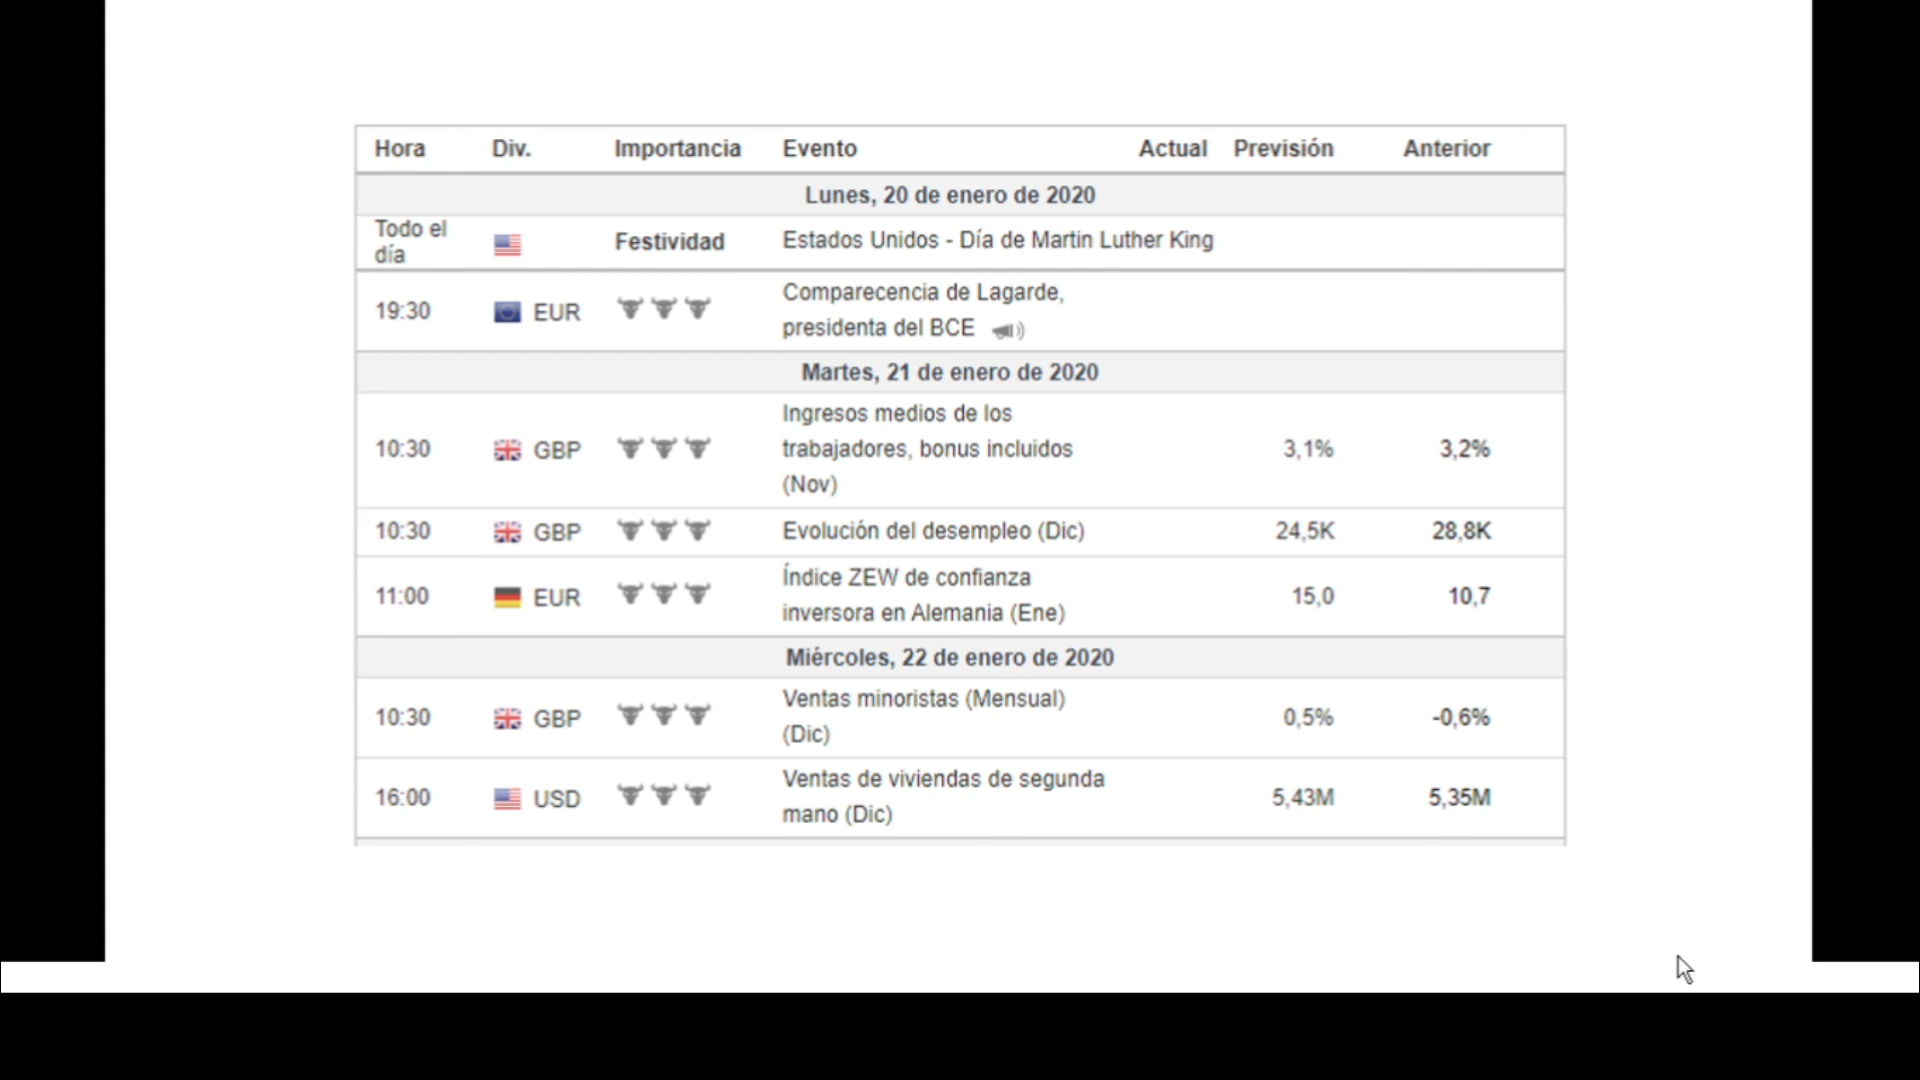 Hora Div. Importancia Evento Actual Previsión Anterior
Lunes, 20 de enero de 2020
Todo el
día
Festividad Estados Unidos - Día de Martin Luther King
19:30 EUR Comparecencia de Lagarde,
presidenta del BCE
Martes, 21 de enero de 2020
Ingresos medios de los
10:30 GBP trabajadores, bonus incluidos 3,1% 3,2%
(Nov)
10:30 GBP Evolución del desempleo (Dic) 24,5K 28,8K
11:00 EUR Índice ZEW de confianza 15,0 10,7
inversora en Alemania (Ene)
Miércoles, 22 de enero de 2020
10:30 GBP Ventas minoristas (Mensual) 0,5% -0,6%
(Dic)
16:00 USD Ventas de viviendas de segunda 5,43M 5,35M
mano (Dic)